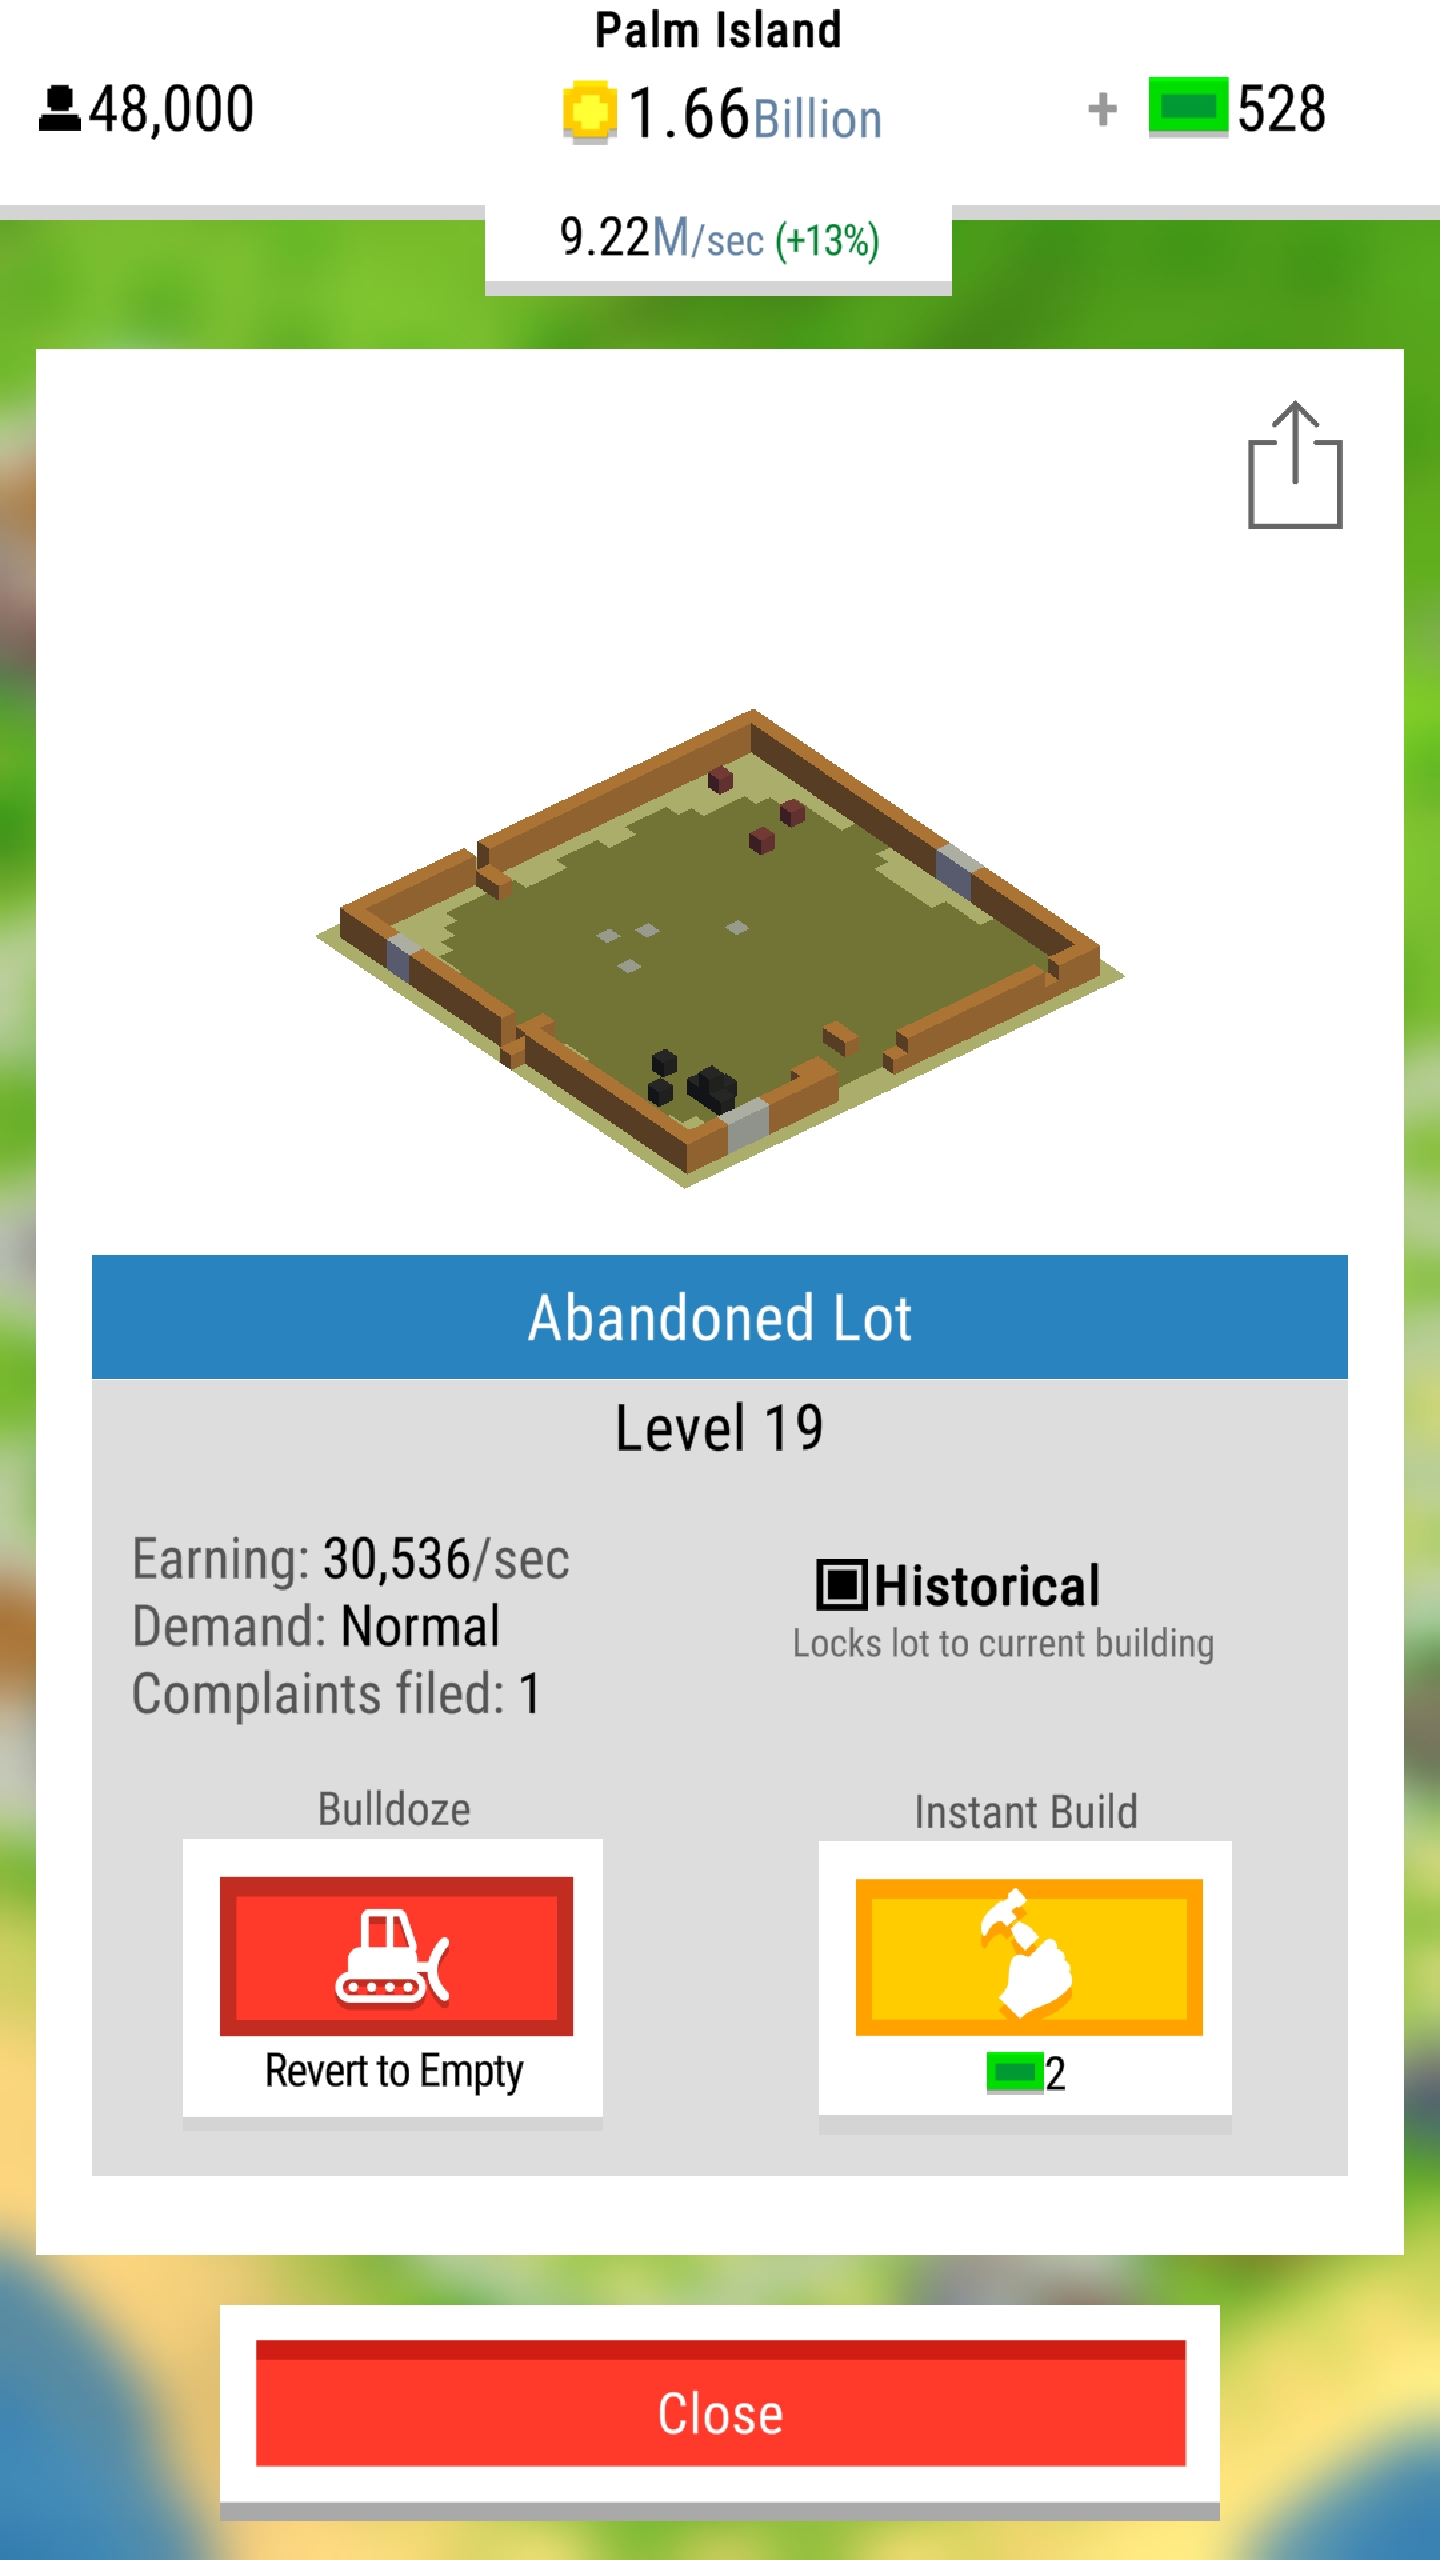 Palm Island
48,000
1.66Billion
+ 528
9.22M/sec (+13%)
Abandoned Lot
Level 19
Earning: 30,536/sec
Demand: Normal
Complaints filed: 1
Historical
Locks lot to current building
Bulldoze
Revert to Empty
Instant Build
2
Close